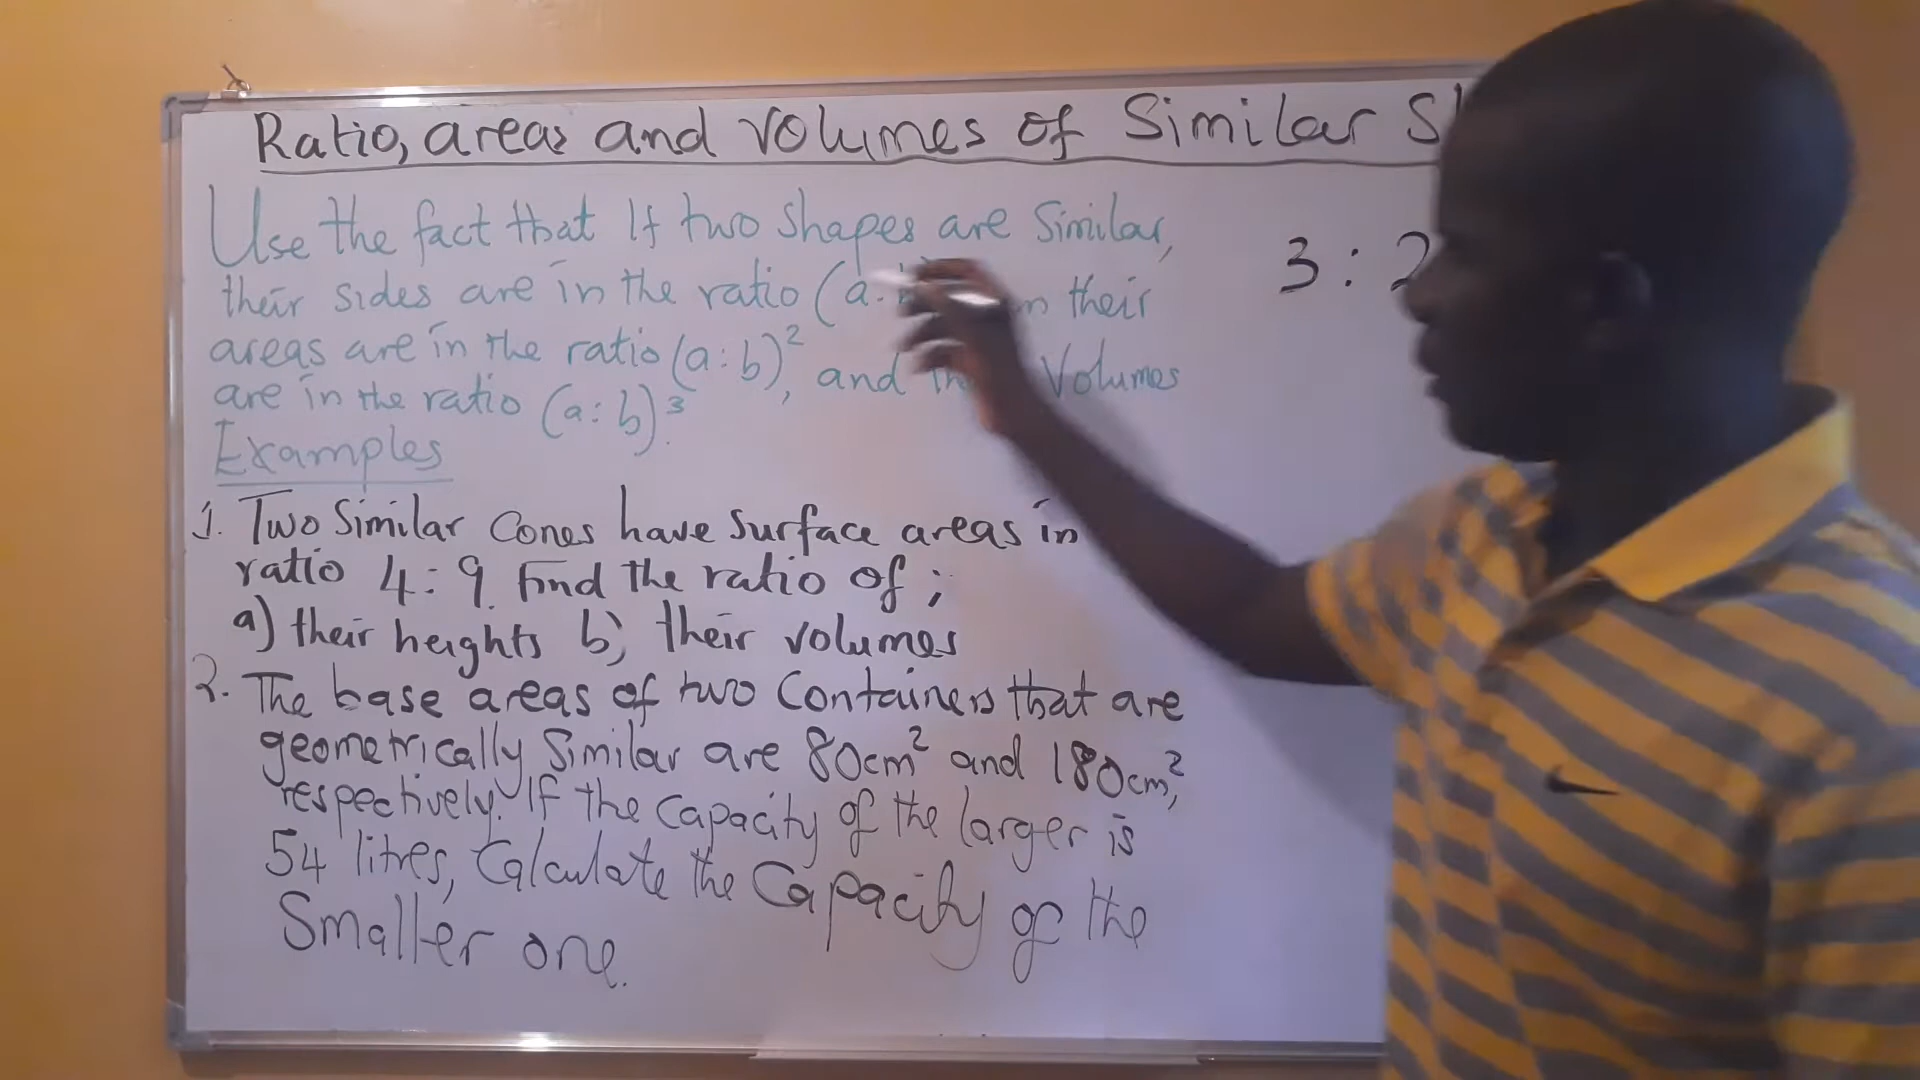 Ratio, areas and volumes of Similar S
Use the fact that If two shapes are Similar,
their sides are in the ratio (a: their
areas are in the ratio (a:b)², and Volumes
are in the ratio (a:b)³.
Examples
1. Two Similar Cones have surface areas in
ratio 4:9. Find the ratio of;
a) their heights b) their volumes
2. The base areas of two Containers that are
geometrically Similar are 80cm² and 180cm²,
respectively. If the Capacity of the larger is
54 litres, Calculate the Capacity of the
Smaller one.
3:2